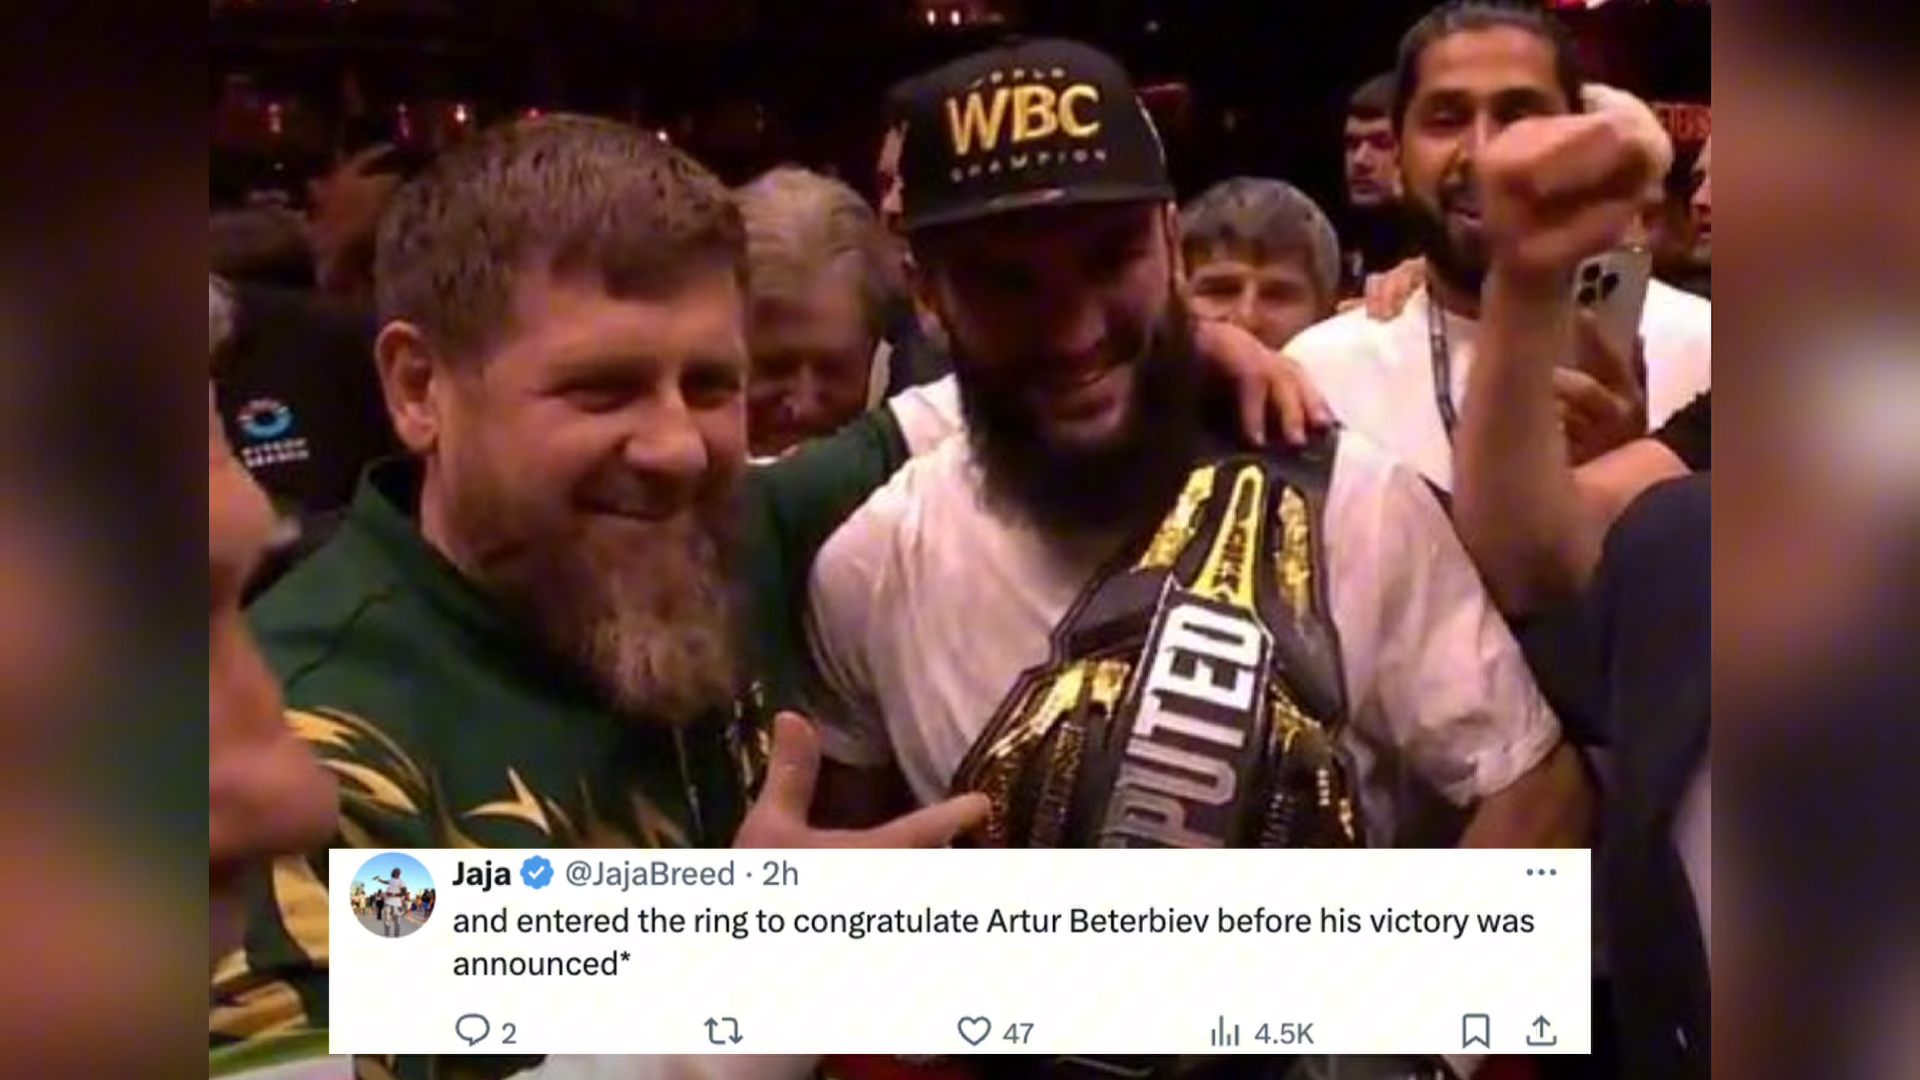 WORLD
WBC
CHAMPION
PUTED
Jaja @JajaBreed · 2h
and entered the ring to congratulate Artur Beterbiev before his victory was
announced*
2
47
4.5K